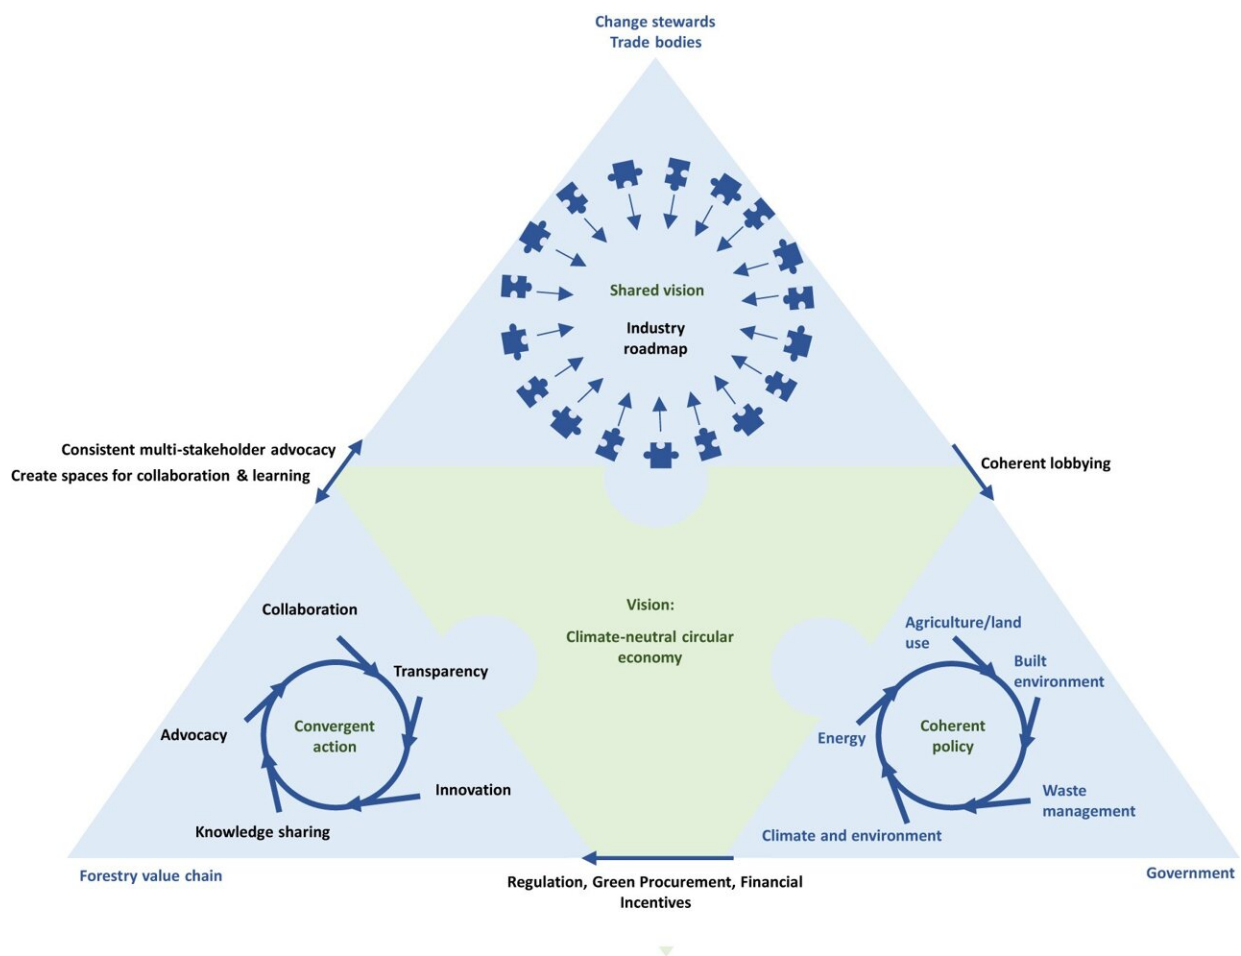 Change stewards
Trade bodies
Shared vision
Industry
roadmap
Consistent multi-stakeholder advocacy
Create spaces for collaboration & learning
Coherent lobbying
Vision:
Climate-neutral circular
economy
Collaboration
Transparency
Advocacy
Convergent
action
Innovation
Knowledge sharing
Agriculture/land
use
Built
environment
Energy
Coherent
policy
Waste
management
Climate and environment
Forestry value chain
Government
Regulation, Green Procurement, Financial
Incentives